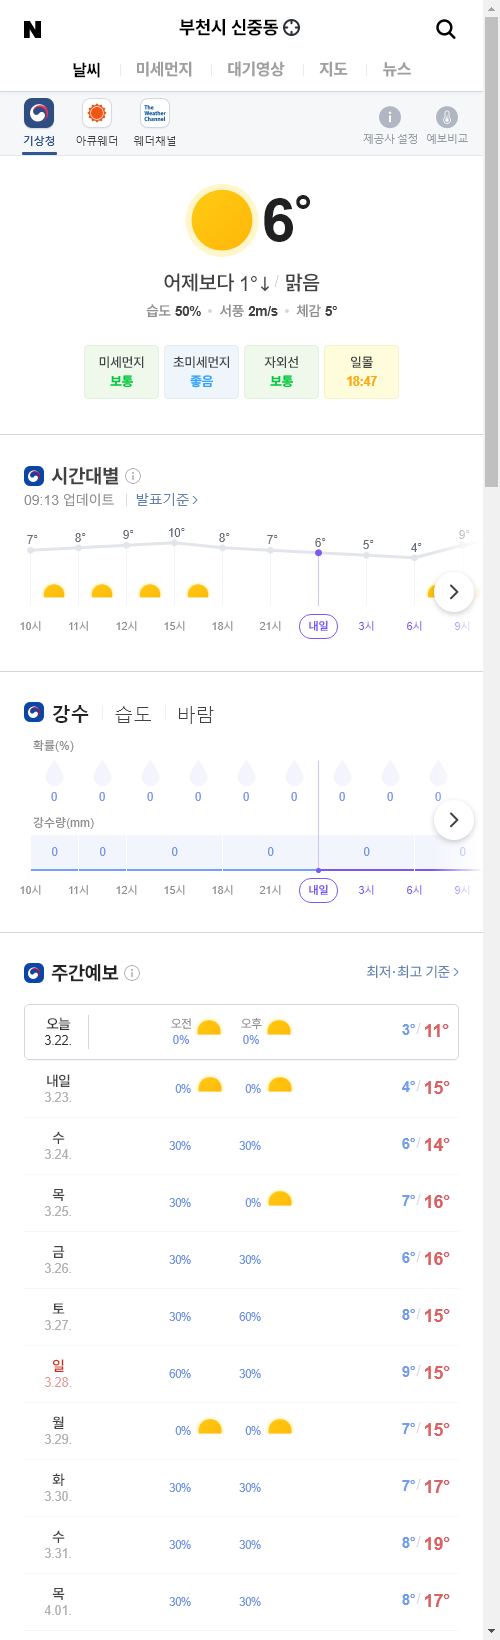 N
부천시 신중동
날씨 미세먼지 대기영상 지도 뉴스
The Weather Channel
기상청 아큐웨더 웨더채널 제공사 설정 예보비교
6°
어제보다 1°↓ / 맑음
습도 50% • 서풍 2m/s • 체감 5°
미세먼지 초미세먼지 자외선 일몰
보통 좋음 보통 18:47
시간대별
09:13 업데이트 발표기준 >
7° 8° 9° 10° 8° 7° 6° 5° 4° 9°
10시 11시 12시 15시 18시 21시 내일 3시 6시 9시
강수 습도 바람
확률(%)
0 0 0 0 0 0 0 0 0
강수량(mm)
0 0 0 0 0 0
10시 11시 12시 15시 18시 21시 내일 3시 6시 9시
주간예보 최저·최고 기준 >
오늘 오전 오후
3.22. 0% 0% 3°/ 11°
내일
3.23. 0% 0% 4°/ 15°
수
3.24. 30% 30% 6°/ 14°
목
3.25. 30% 0% 7°/ 16°
금
3.26. 30% 30% 6°/ 16°
토
3.27. 30% 60% 8°/ 15°
일
3.28. 60% 30% 9°/ 15°
월
3.29. 0% 0% 7°/ 15°
화
3.30. 30% 30% 7°/ 17°
수
3.31. 30% 30% 8°/ 19°
목
4.01. 30% 30% 8°/ 17°